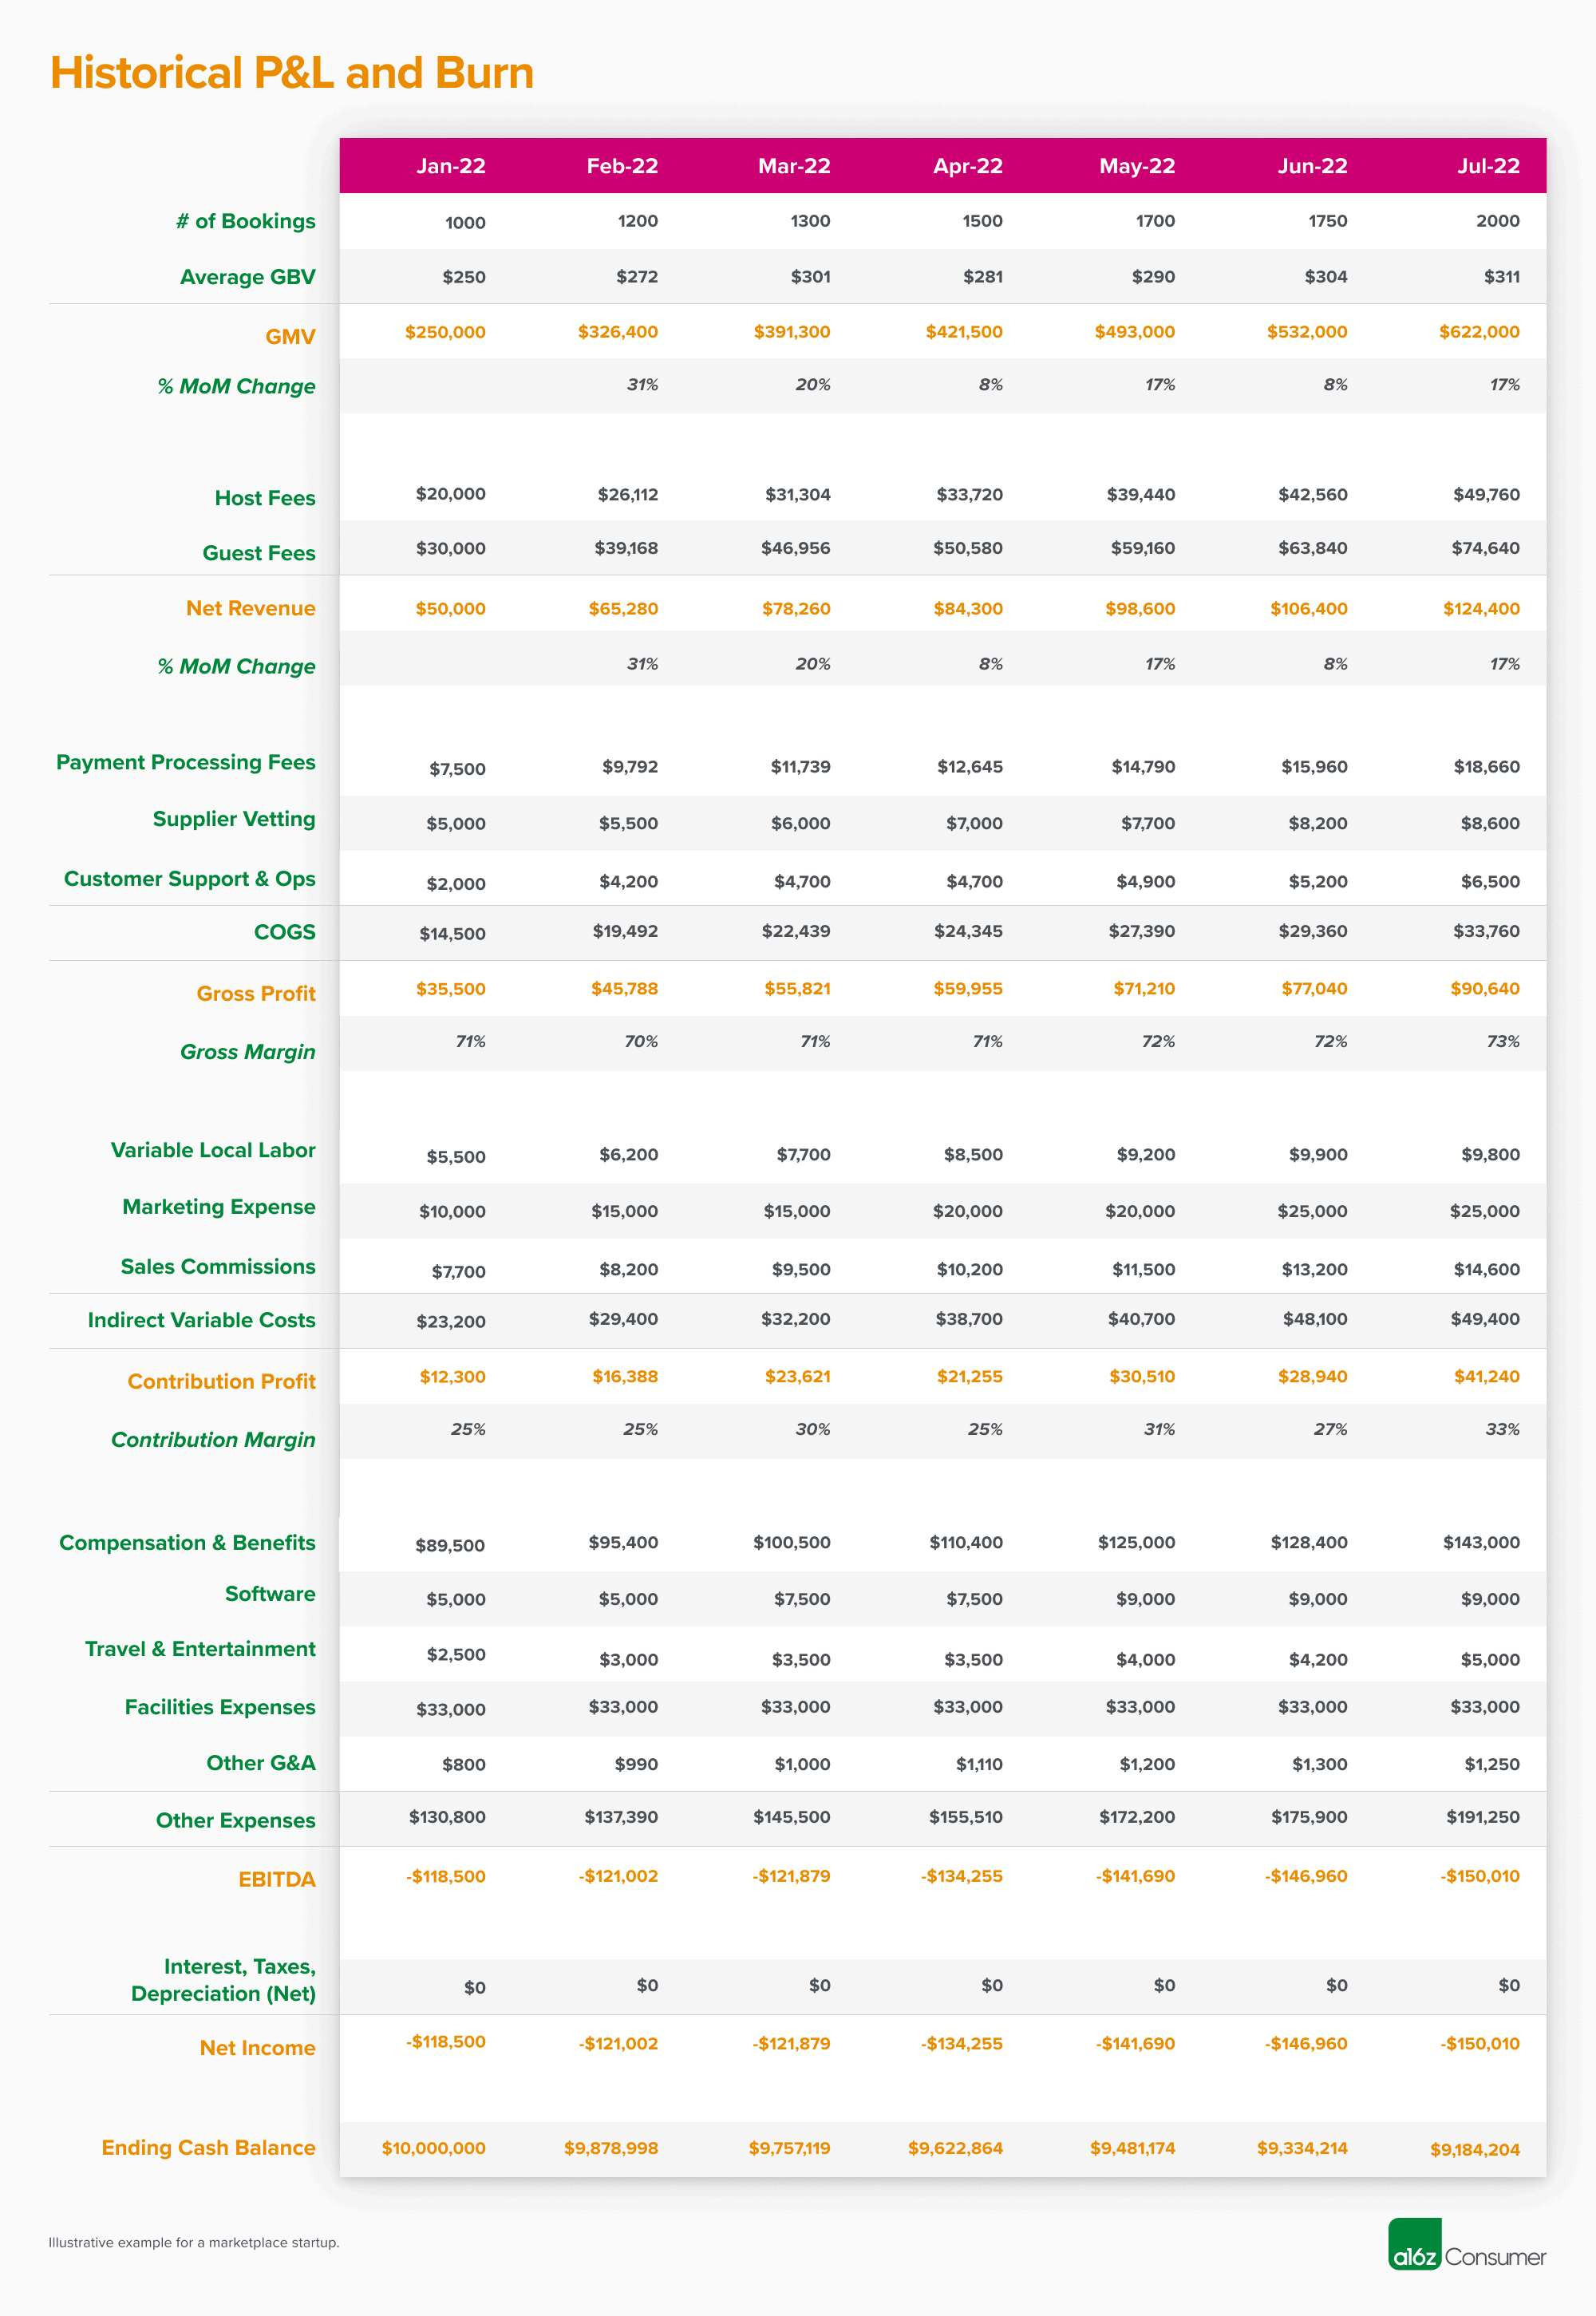 Historical P&L and Burn
Jan-22 Feb-22 Mar-22 Apr-22 May-22 Jun-22 Jul-22
# of Bookings 1000 1200 1300 1500 1700 1750 2000
Average GBV $250 $272 $301 $281 $290 $304 $311
GMV $250,000 $326,400 $391,300 $421,500 $493,000 $532,000 $622,000
% MoM Change 31% 20% 8% 17% 8% 17%
Host Fees $20,000 $26,112 $31,304 $33,720 $39,440 $42,560 $49,760
Guest Fees $30,000 $39,168 $46,956 $50,580 $59,160 $63,840 $74,640
Net Revenue $50,000 $65,280 $78,260 $84,300 $98,600 $106,400 $124,400
% MoM Change 31% 20% 8% 17% 8% 17%
Payment Processing Fees $7,500 $9,792 $11,739 $12,645 $14,790 $15,960 $18,660
Supplier Vetting $5,000 $5,500 $6,000 $7,000 $7,700 $8,200 $8,600
Customer Support & Ops $2,000 $4,200 $4,700 $4,700 $4,900 $5,200 $6,500
COGS $14,500 $19,492 $22,439 $24,345 $27,390 $29,360 $33,760
Gross Profit $35,500 $45,788 $55,821 $59,955 $71,210 $77,040 $90,640
Gross Margin 71% 70% 71% 71% 72% 72% 73%
Variable Local Labor $5,500 $6,200 $7,700 $8,500 $9,200 $9,900 $9,800
Marketing Expense $10,000 $15,000 $15,000 $20,000 $20,000 $25,000 $25,000
Sales Commissions $7,700 $8,200 $9,500 $10,200 $11,500 $13,200 $14,600
Indirect Variable Costs $23,200 $29,400 $32,200 $38,700 $40,700 $48,100 $49,400
Contribution Profit $12,300 $16,388 $23,621 $21,255 $30,510 $28,940 $41,240
Contribution Margin 25% 25% 30% 25% 31% 27% 33%
Compensation & Benefits $89,500 $95,400 $100,500 $110,400 $125,000 $128,400 $143,000
Software $5,000 $5,000 $7,500 $7,500 $9,000 $9,000 $9,000
Travel & Entertainment $2,500 $3,000 $3,500 $3,500 $4,000 $4,200 $5,000
Facilities Expenses $33,000 $33,000 $33,000 $33,000 $33,000 $33,000 $33,000
Other G&A $800 $990 $1,000 $1,110 $1,200 $1,300 $1,250
Other Expenses $130,800 $137,390 $145,500 $155,510 $172,200 $175,900 $191,250
EBITDA -$118,500 -$121,002 -$121,879 -$134,255 -$141,690 -$146,960 -$150,010
Interest, Taxes,
Depreciation (Net) $0 $0 $0 $0 $0 $0 $0
Net Income -$118,500 -$121,002 -$121,879 -$134,255 -$141,690 -$146,960 -$150,010
Ending Cash Balance $10,000,000 $9,878,998 $9,757,119 $9,622,864 $9,481,174 $9,334,214 $9,184,204
Illustrative example for a marketplace startup.
a16z Consumer